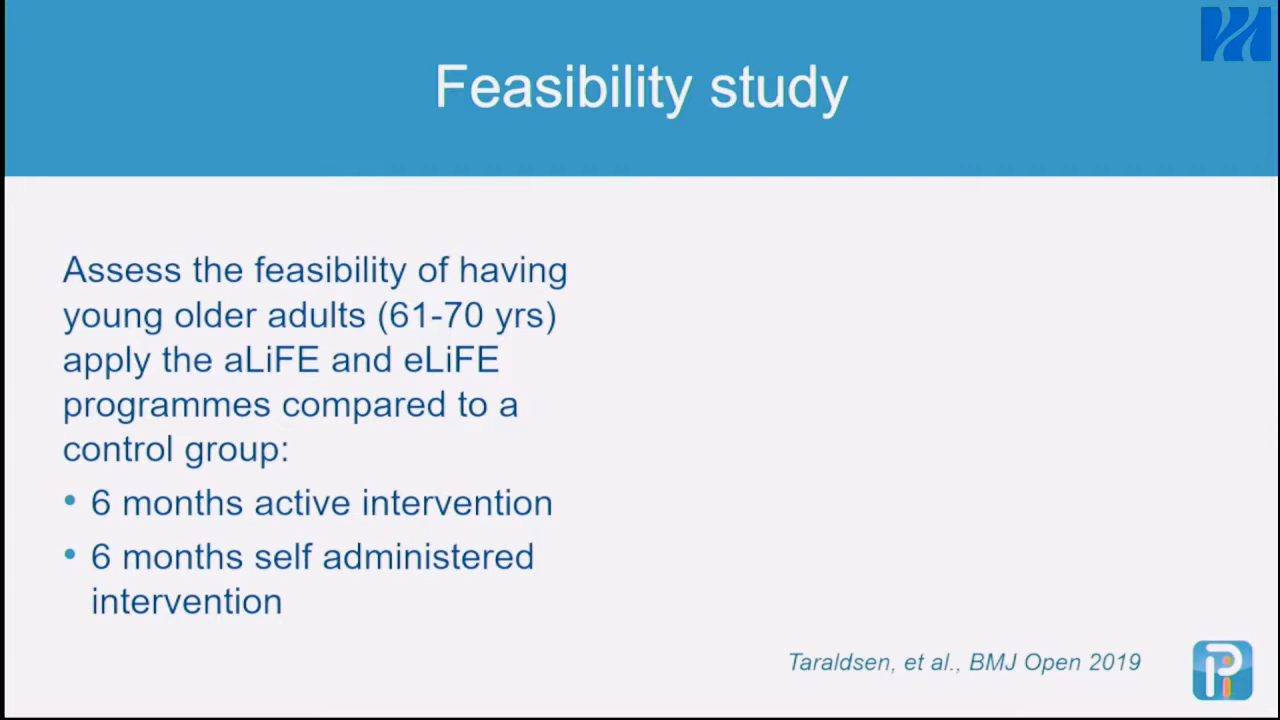 Feasibility study
Assess the feasibility of having
young older adults (61-70 yrs)
apply the aLiFE and eLiFE
programmes compared to a
control group:
• 6 months active intervention
• 6 months self administered
intervention
Taraldsen, et al., BMJ Open 2019